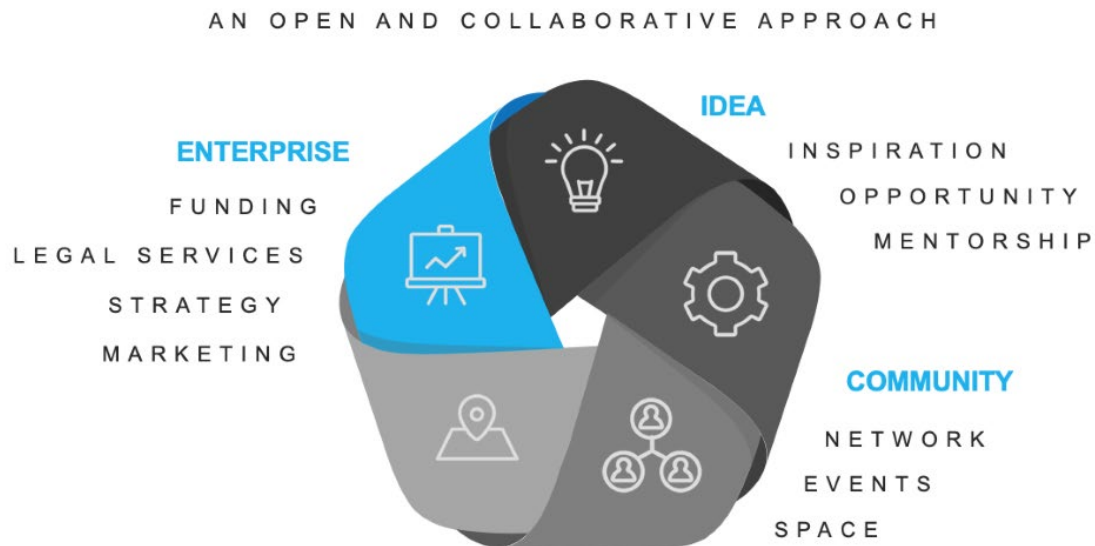 AN OPEN AND COLLABORATIVE APPROACH
IDEA
INSPIRATION
OPPORTUNITY
MENTORSHIP
ENTERPRISE
FUNDING
LEGAL SERVICES
STRATEGY
MARKETING
COMMUNITY
NETWORK
EVENTS
SPACE